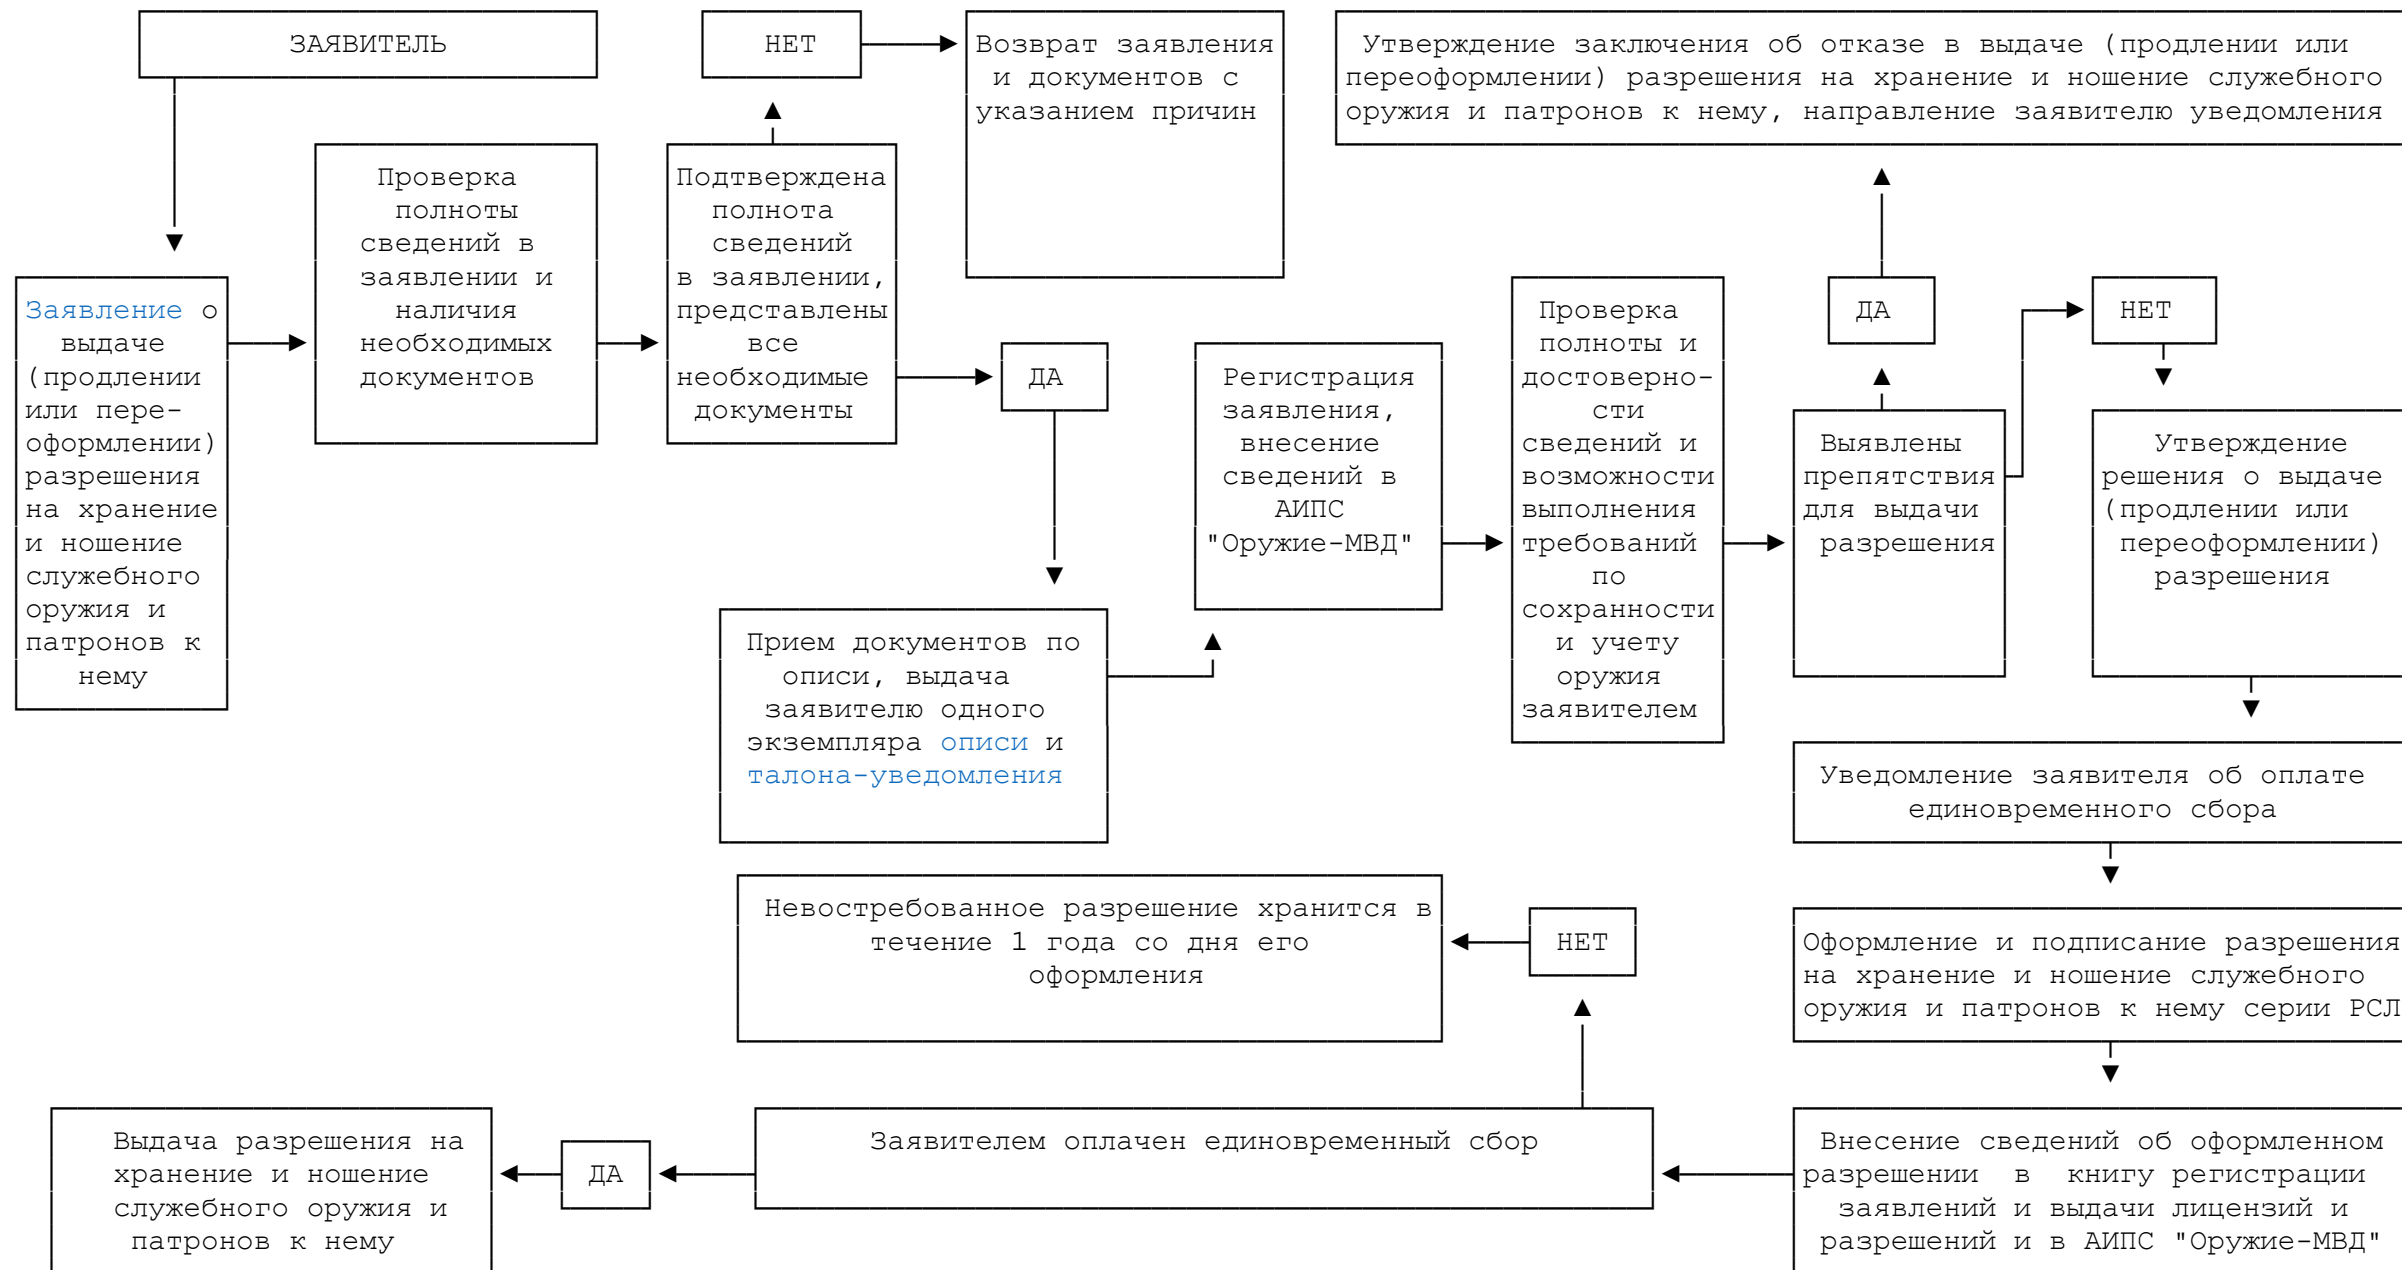 ЗАЯВИТЕЛЬ
НЕТ
Возврат заявления
и документов с
указанием причин
Утверждение заключения об отказе в выдаче (продлении или
переоформлении) разрешения на хранение и ношение служебного
оружия и патронов к нему, направление заявителю уведомления
Заявление о
выдаче
(продлении
или пере-
оформлении)
разрешения
на хранение
и ношение
служебного
оружия и
патронов к
нему
Проверка
полноты
сведений в
заявлении и
наличия
необходимых
документов
Подтверждена
полнота
сведений
в заявлении,
представлены
все
необходимые
документы
ДА
Прием документов по
описи, выдача
заявителю одного
экземпляра описи и
талона-уведомления
Регистрация
заявления,
внесение
сведений в
АИПС
"Оружие-МВД"
Проверка
полноты и
достоверно-
сти
сведений и
возможности
выполнения
требований
по
сохранности
и учету
оружия
заявителем
Выявлены
препятствия
для выдачи
разрешения
ДА
НЕТ
Утверждение
решения о выдаче
(продлении или
переоформлении)
разрешения
Уведомление заявителя об оплате
единовременного сбора
Оформление и подписание разрешения
на хранение и ношение служебного
оружия и патронов к нему серии РСЛ
Внесение сведений об оформленном
разрешении в книгу регистрации
заявлений и выдачи лицензий и
разрешений и в АИПС "Оружие-МВД"
Заявителем оплачен единовременный сбор
НЕТ
Невостребованное разрешение хранится в
течение 1 года со дня его
оформления
ДА
Выдача разрешения на
хранение и ношение
служебного оружия и
патронов к нему